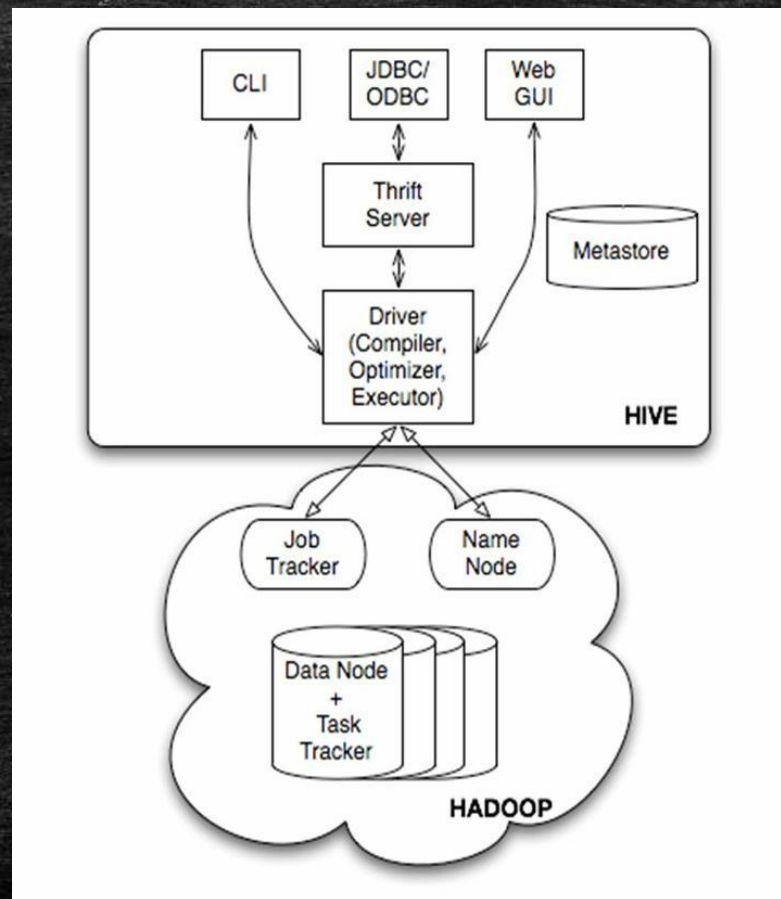 CLI
JDBC/
ODBC
Web
GUI
Thrift
Server
Metastore
Driver
(Compiler,
Optimizer,
Executor)
HIVE
Job
Tracker
Name
Node
Data Node
+
Task
Tracker
HADOOP